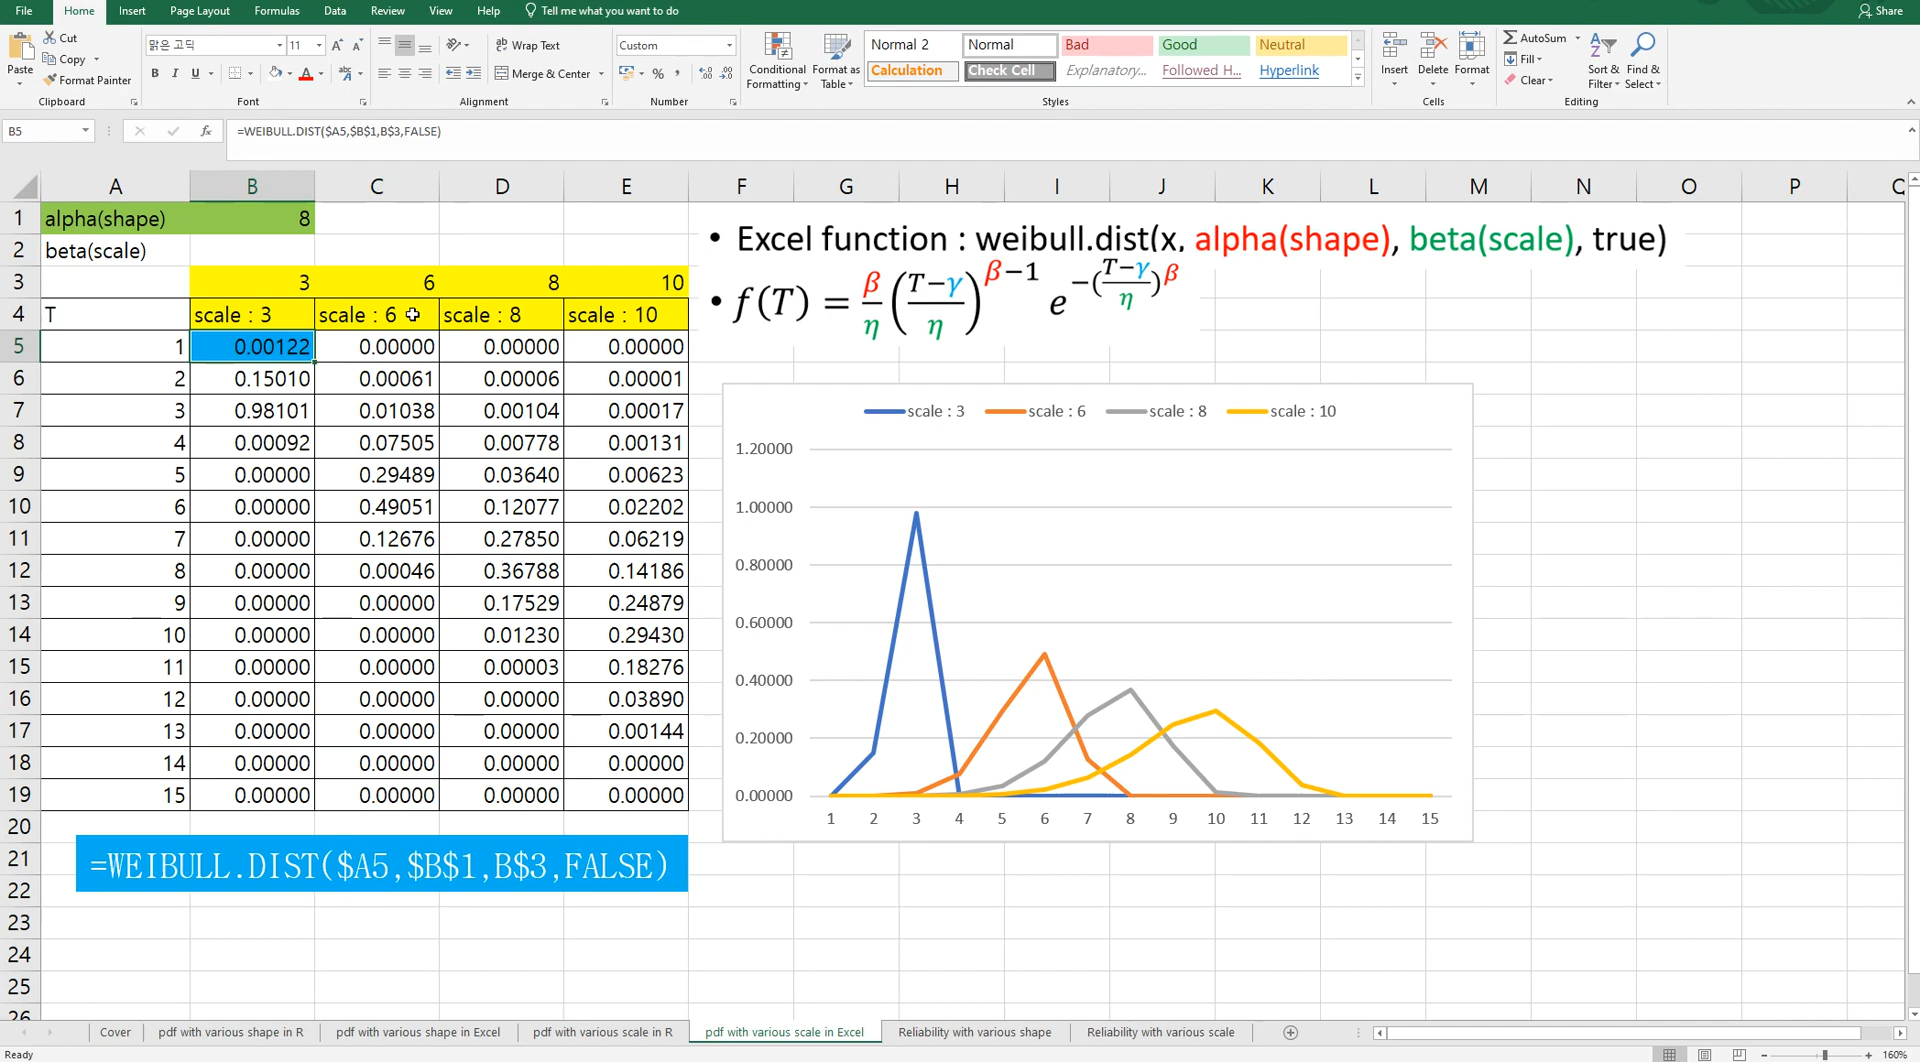 File Home Insert Page Layout Formulas Data Review View Help Tell me what you want to do Share
Paste Cut Copy Format Painter Clipboard
맑은 고딕 11 B I U Font
Wrap Text Merge & Center Alignment
Custom % Number
Conditional Formatting Format as Table
Normal 2 Normal Bad Good Neutral
Calculation Check Cell Explanatory... Followed H... Hyperlink
Styles
Insert Delete Format Cells
AutoSum Fill Clear Sort & Filter Find & Select Editing
B5 fx =WEIBULL.DIST($A5,$B$1,B$3,FALSE)
A B C D E F G H I J K L M N O P Q
1 alpha(shape) 8
2 beta(scale)
3 3 6 8 10
4 T scale : 3 scale : 6 scale : 8 scale : 10
5 1 0.00122 0.00000 0.00000 0.00000
6 2 0.15010 0.00061 0.00006 0.00001
7 3 0.98101 0.01038 0.00104 0.00017
8 4 0.00092 0.07505 0.00778 0.00131
9 5 0.00000 0.29489 0.03640 0.00623
10 6 0.00000 0.49051 0.12077 0.02202
11 7 0.00000 0.12676 0.27850 0.06219
12 8 0.00000 0.00046 0.36788 0.14186
13 9 0.00000 0.00000 0.17529 0.24879
14 10 0.00000 0.00000 0.01230 0.29430
15 11 0.00000 0.00000 0.00003 0.18276
16 12 0.00000 0.00000 0.00000 0.03890
17 13 0.00000 0.00000 0.00000 0.00144
18 14 0.00000 0.00000 0.00000 0.00000
19 15 0.00000 0.00000 0.00000 0.00000
20
21
22
23
24
25
26
=WEIBULL.DIST($A5,$B$1,B$3,FALSE)
• Excel function : weibull.dist(x, alpha(shape), beta(scale), true)
• f(T) = β/η ((T−γ)/η)^(β−1) e^(−((T−γ)/η)^β)
scale : 3 scale : 6 scale : 8 scale : 10
1.20000
1.00000
0.80000
0.60000
0.40000
0.20000
0.00000
1 2 3 4 5 6 7 8 9 10 11 12 13 14 15
Cover pdf with various shape in R pdf with various shape in Excel pdf with various scale in R pdf with various scale in Excel Reliability with various shape Reliability with various scale
Ready 160%